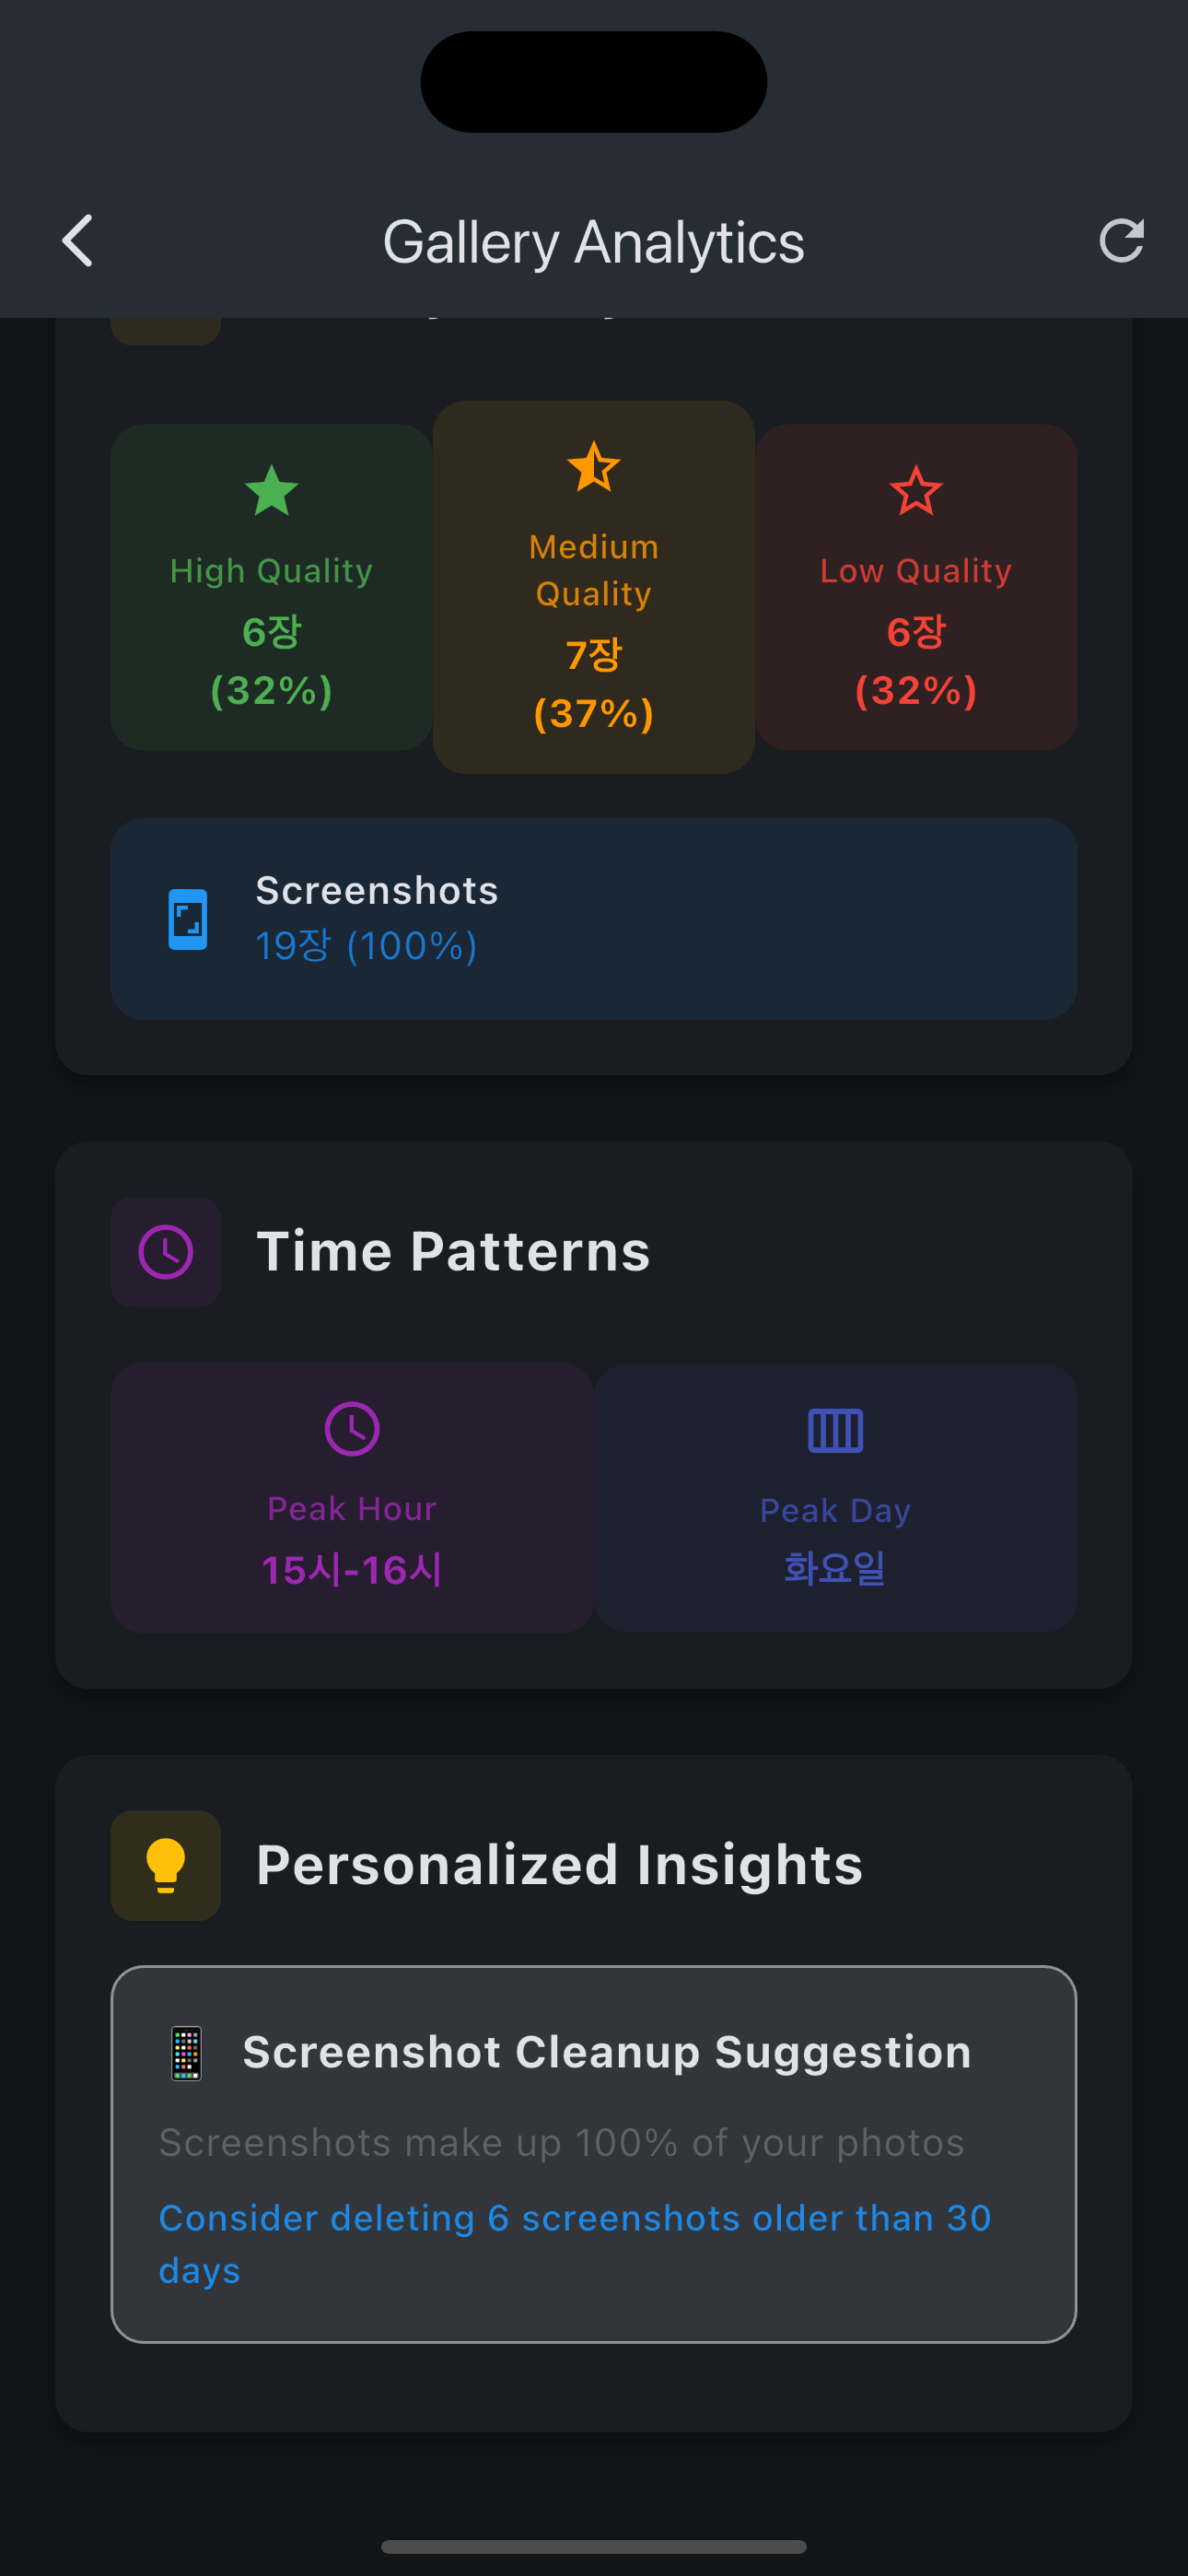 Gallery Analytics
High Quality
6장
(32%)
Medium
Quality
7장
(37%)
Low Quality
6장
(32%)
Screenshots
19장 (100%)
Time Patterns
Peak Hour
15시-16시
Peak Day
화요일
Personalized Insights
Screenshot Cleanup Suggestion
Screenshots make up 100% of your photos
Consider deleting 6 screenshots older than 30
days